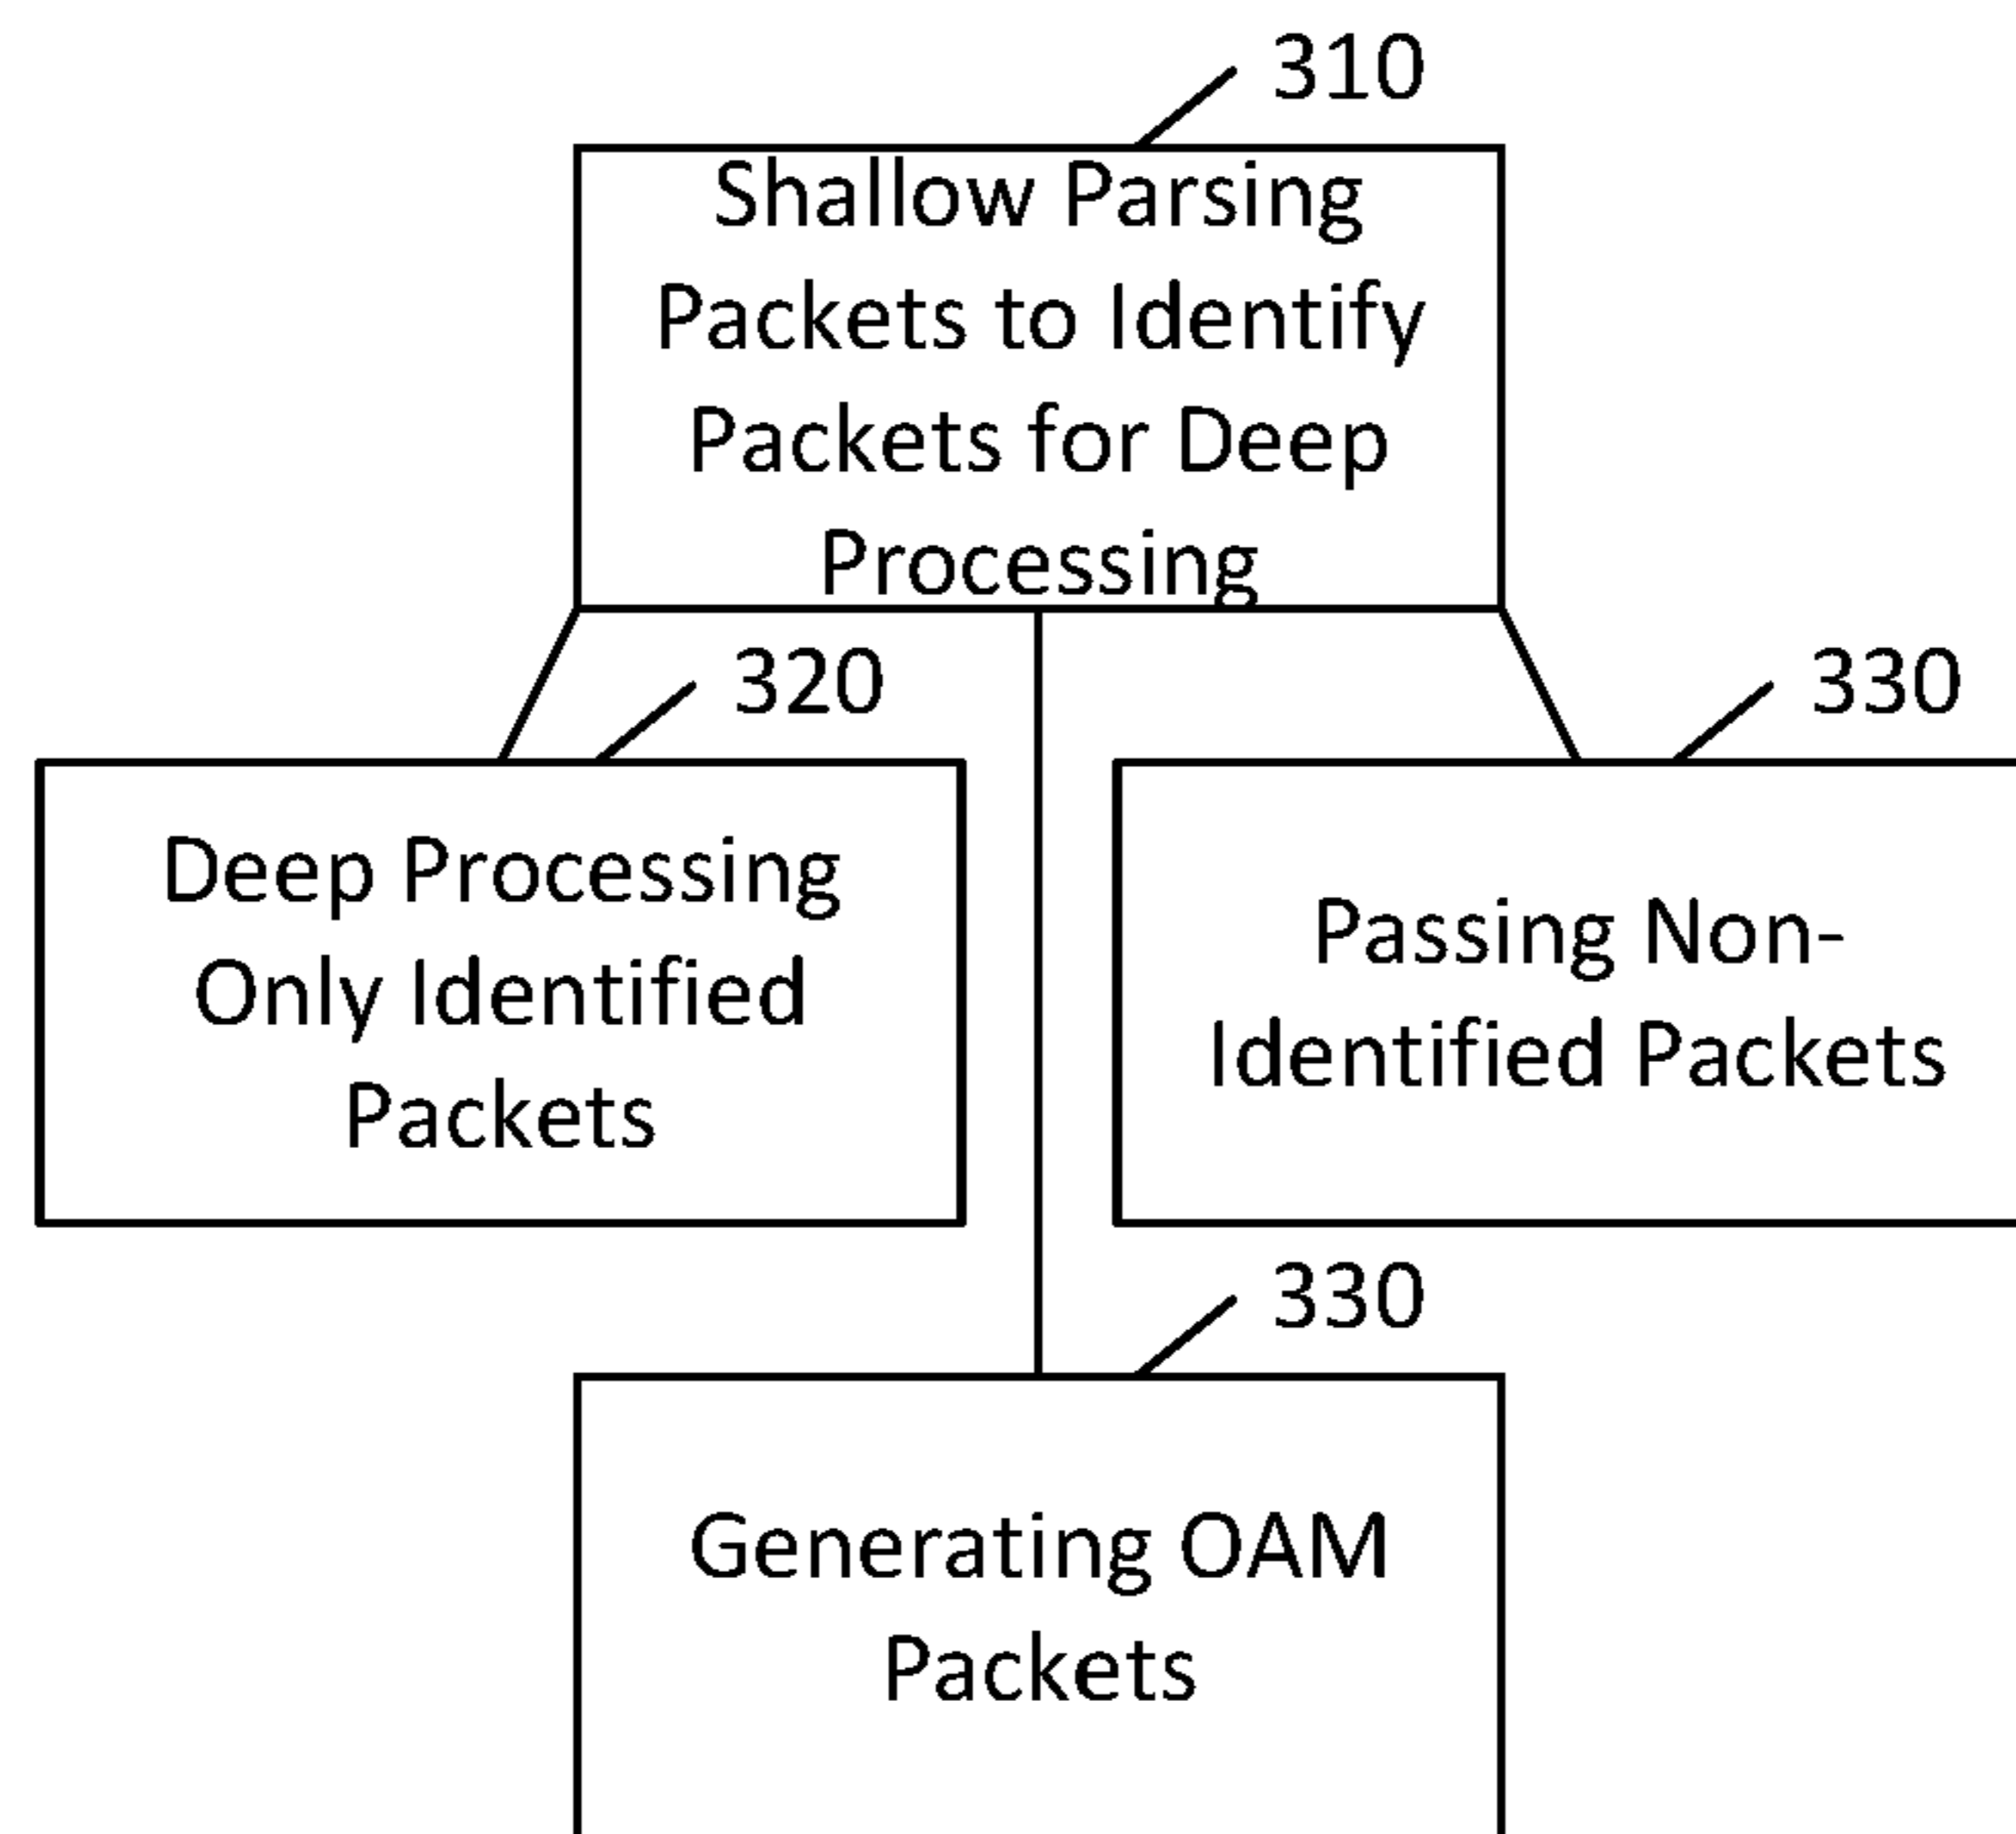 310
Shallow Parsing
Packets to Identify
Packets for Deep
Processing
320
330
Deep Processing
Only Identified
Packets
Passing Non-
Identified Packets
330
Generating OAM
Packets